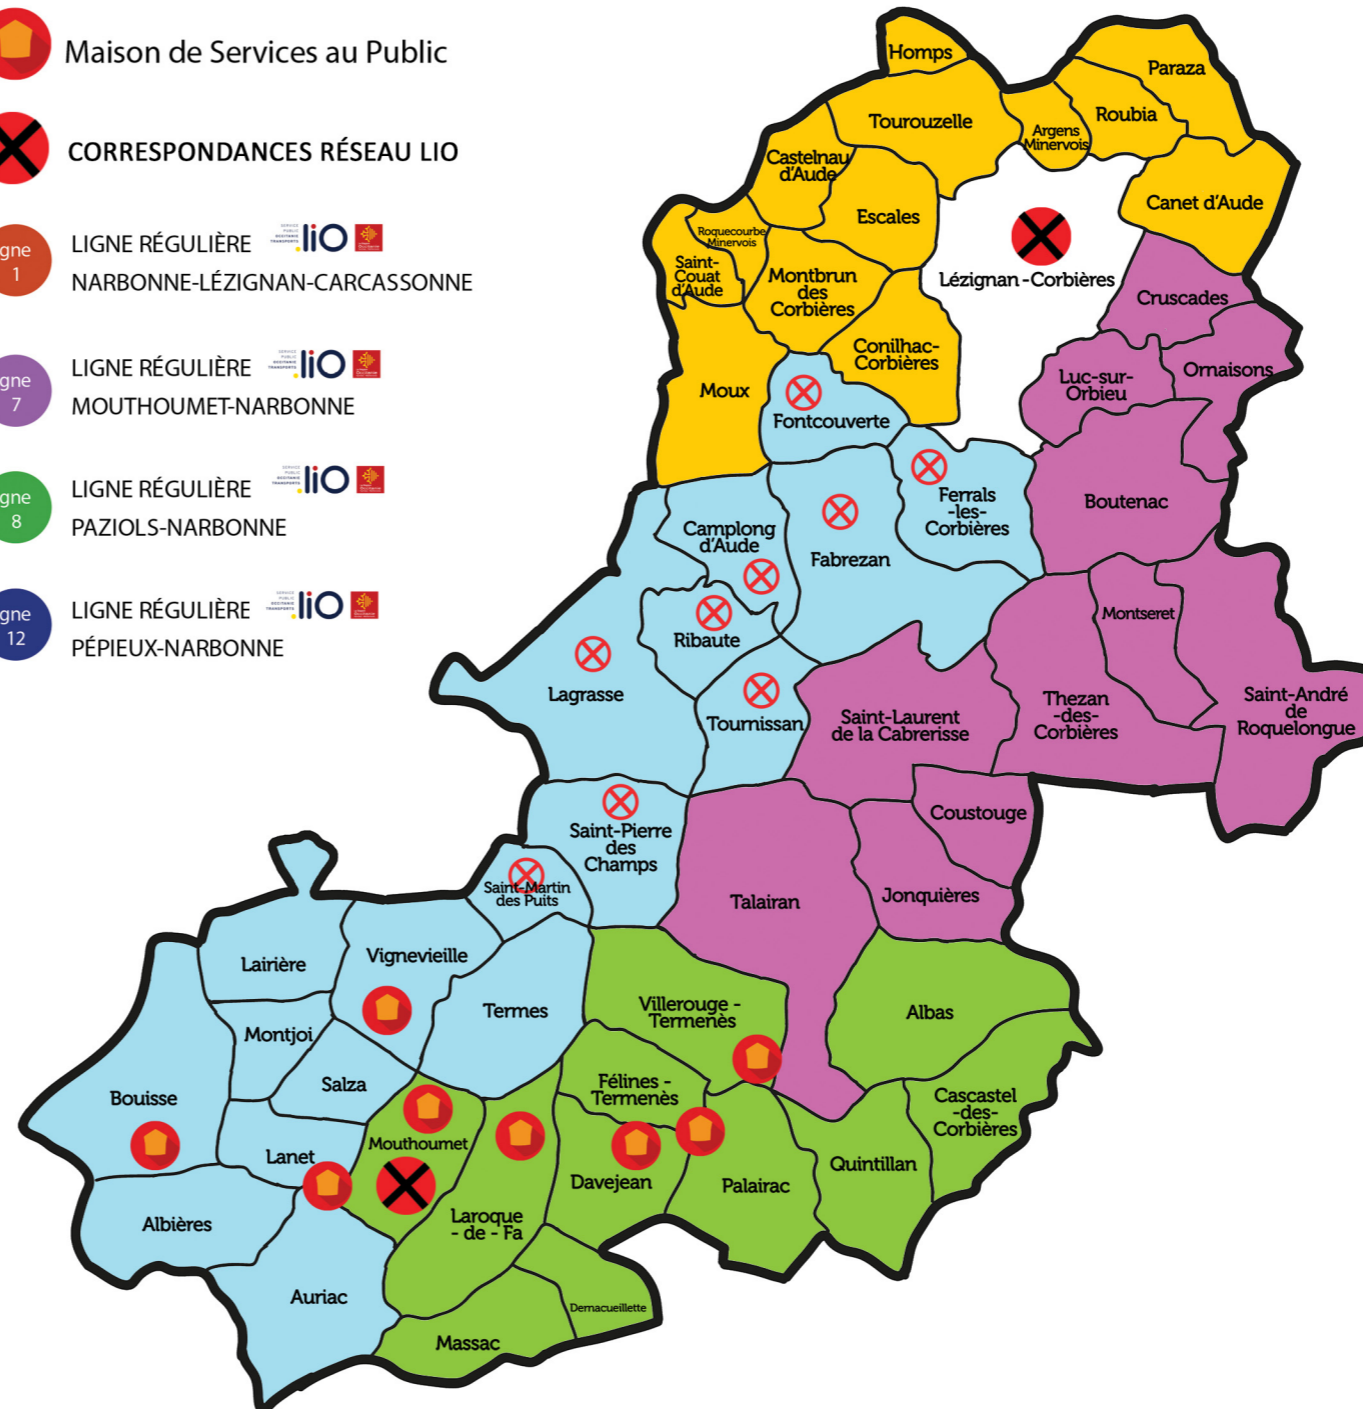 Maison de Services au Public
CORRESPONDANCES RÉSEAU LIO
gne
1
LIGNE RÉGULIÈRE
liO
NARBONNE-LÉZIGNAN-CARCASSONNE
gne
7
LIGNE RÉGULIÈRE
liO
MOUTHOUMET-NARBONNE
gne
8
LIGNE RÉGULIÈRE
liO
PAZIOLS-NARBONNE
gne
12
LIGNE RÉGULIÈRE
liO
PÉPIEUX-NARBONNE
Homps
Paraza
Tourouzelle
Roubia
Argens
Minervois
Castelnau
d'Aude
Canet d'Aude
Escales
Roquecourbe
Minervois
Saint-
Couat
d'Aude
Montbrun
des
Corbières
Lézignan-Corbières
Cruscades
Conilhac-
Corbières
Moux
Luc-sur-
Orbieu
Ornaisons
Fontcouverte
Ferrals
-les-
Corbières
Boutenac
Camplong
d'Aude
Fabrezan
Ribaute
Montseret
Lagrasse
Tournissan
Saint-Laurent
de la Cabrerisse
Thezan
-des-
Corbières
Saint-André
de
Roquelongue
Saint-Pierre
des
Champs
Coustouge
Saint-Martin
des Puits
Talairan
Jonquières
Lairière
Vignevieille
Termes
Villerouge -
Termenès
Albas
Montjoi
Salza
Bouisse
Félines -
Termenès
Cascastel
-des-
Corbières
Lanet
Mouthoumet
Davejean
Palairac
Quintillan
Albières
Laroque
- de - Fa
Auriac
Dernacueillette
Massac